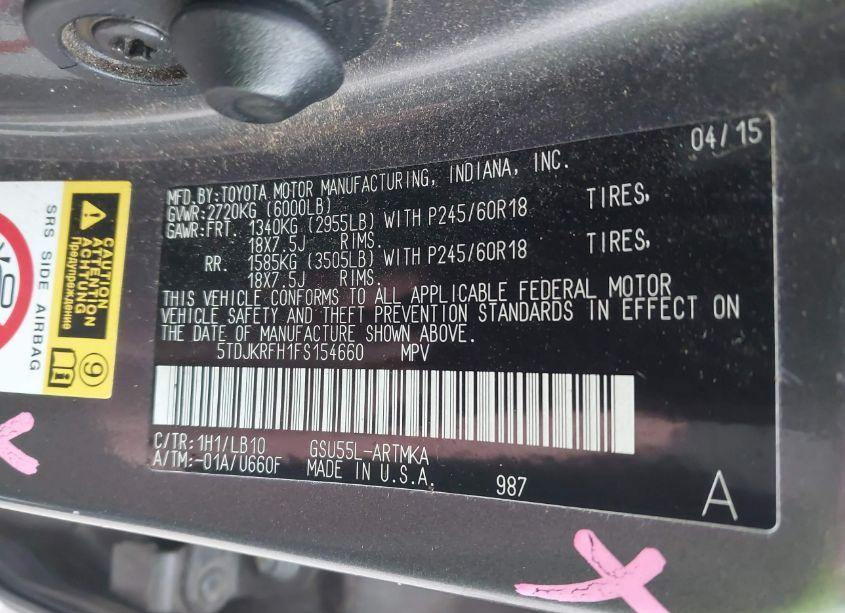 04/15
MFD.BY:TOYOTA MOTOR MANUFACTURING, INDIANA, INC.
GVWR:2720KG (6000LB)
GAWR:FRT. 1340KG (2955LB) WITH P245/60R18 TIRES,
18X7.5J RIMS.
RR. 1585KG (3505LB) WITH P245/60R18 TIRES,
18X7.5J RIMS.
THIS VEHICLE CONFORMS TO ALL APPLICABLE FEDERAL MOTOR
VEHICLE SAFETY AND THEFT PREVENTION STANDARDS IN EFFECT ON
THE DATE OF MANUFACTURE SHOWN ABOVE.
5TDJKRFH1FS154660 MPV
C/TR:1H1/LB10 GSU55L-ARTMKA
A/TM:-01A/U660F MADE IN U.S.A.
987
A
SRS SIDE AIRBAG
CAUTION
ATTENTION
ACHTUNG
Предупреждение
9